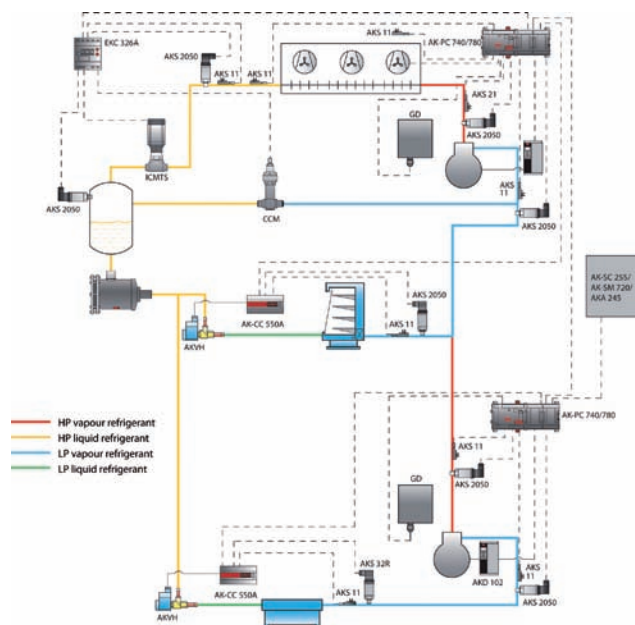 EKC 326A
AKS 2050
AKS 11
AKS 11
AKS 11
AK-PC 740/780
AKS 21
GD
AKS 2050
ICMTS
AKS 2050
CCM
AKS
11
AKS 2050
AK-SC 255/
AK-SM 720/
AKA 245
AKVH
AK-CC 550A
AKS 2050
AKS 11
HP vapour refrigerant
HP liquid refrigerant
LP vapour refrigerant
LP liquid refrigerant
AK-PC 740/780
AKS 11
AKS 2050
GD
AKD 102
AKS
11
AKS 2050
AKVH
AK-CC 550A
AKS 32R
AKS 11